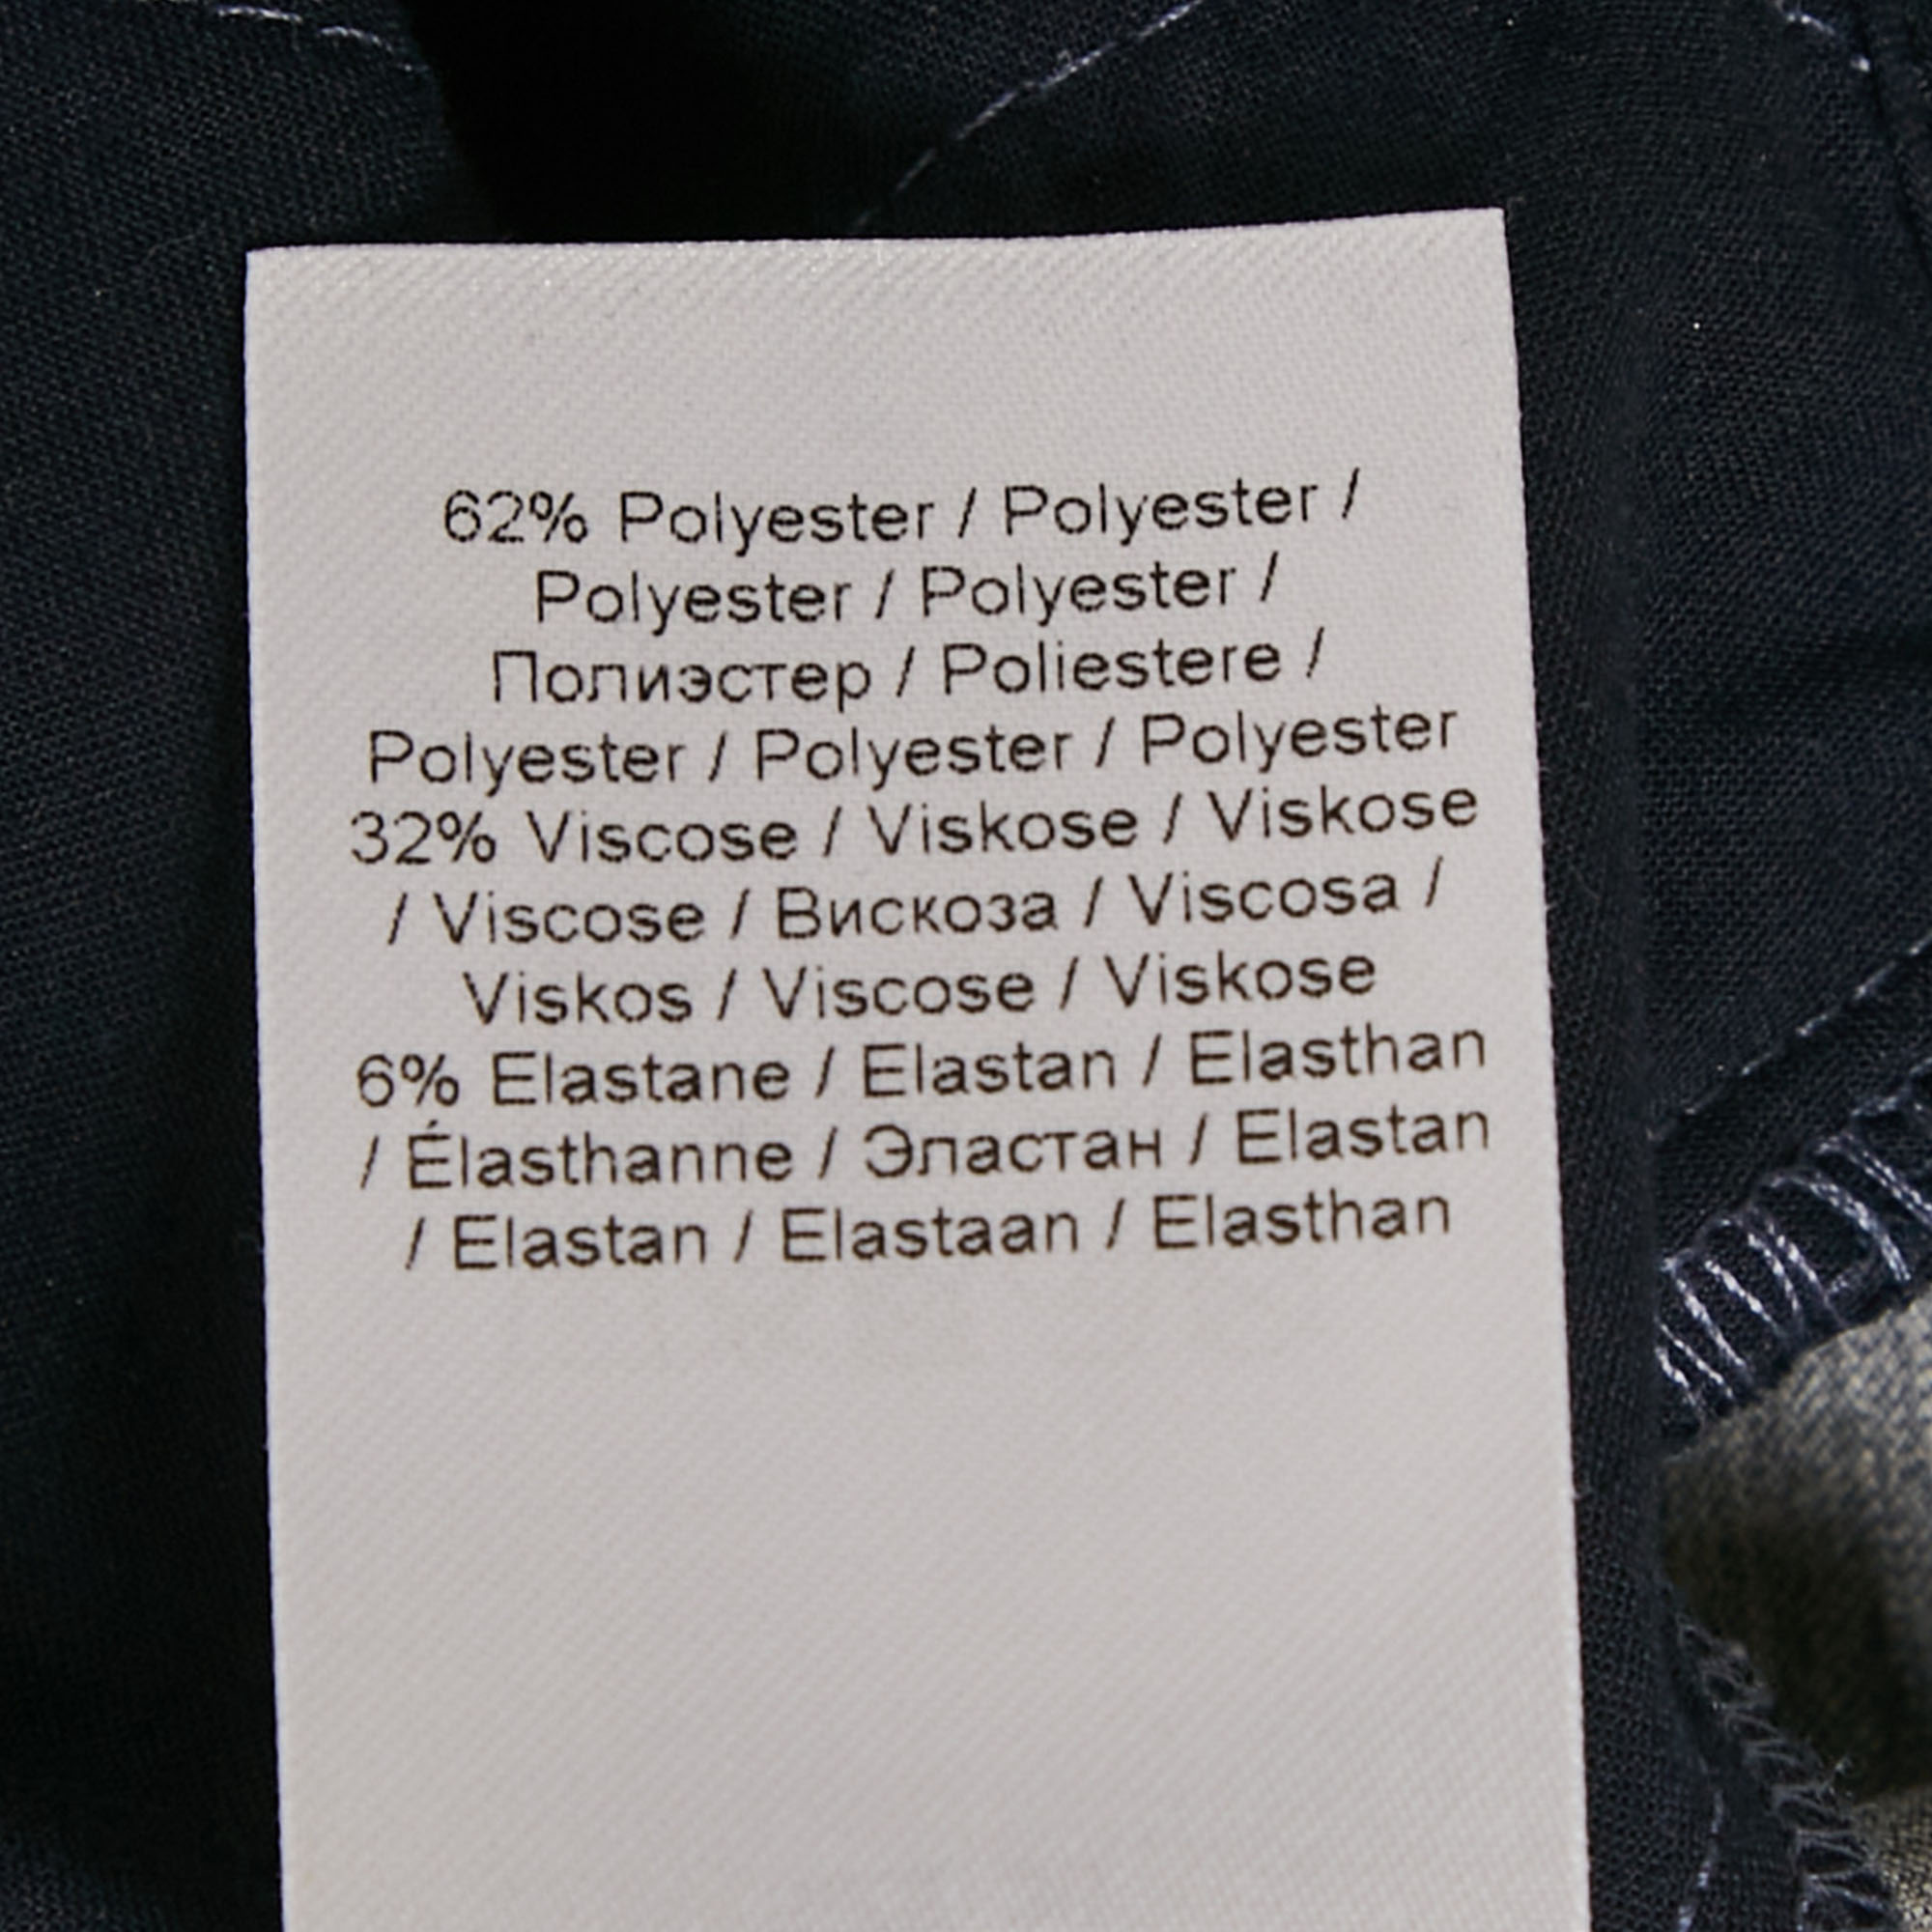 62% Polyester / Polyester /
Polyester / Polyester /
Полиэстер / Poliestere /
Polyester / Polyester / Polyester
32% Viscose / Viskose / Viskose
/ Viscose / Вискоза / Viscosa /
Viskos / Viscose / Viskose
6% Elastane / Elastan / Elasthan
/ Élasthanne / Эластан / Elastan
/ Elastan / Elastaan / Elasthan